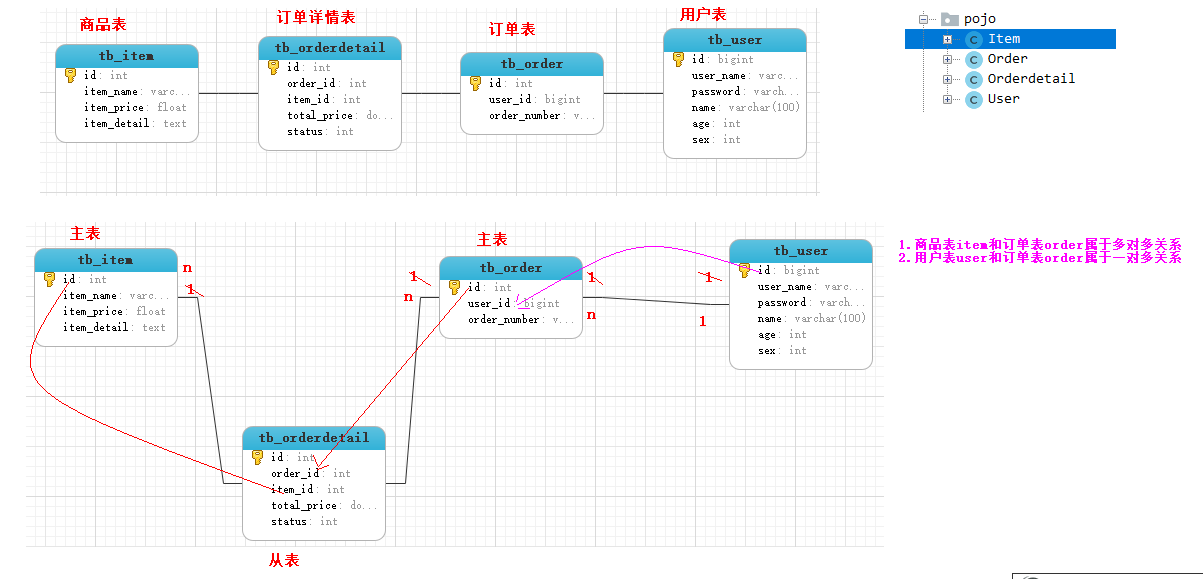 商品表
订单详情表
订单表
用户表
tb_item
id: int
item_name: varc...
item_price: float
item_detail: text
tb_orderdetail
id: int
order_id: int
item_id: int
total_price: do...
status: int
tb_order
id: int
user_id: bigint
order_number: v...
tb_user
id: bigint
user_name: varc...
password: varch...
name: varchar(100)
age: int
sex: int
pojo
C Item
C Order
C Orderdetail
C User
主表
tb_item
id: int
item_name: varc...
item_price: float
item_detail: text
n
1
主表
tb_order
id: int
user_id: bigint
order_number: v...
1
n
1
n
1
1
tb_user
id: bigint
user_name: varc...
password: varch...
name: varchar(100)
age: int
sex: int
1.商品表item和订单表order属于多对多关系
2.用户表user和订单表order属于一对多关系
tb_orderdetail
id: int
order_id: int
item_id: int
total_price: do...
status: int
从表